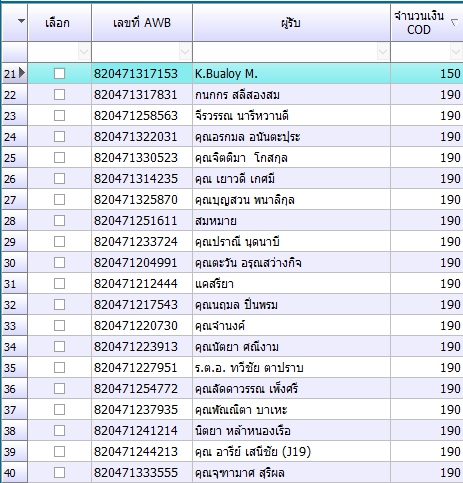 เลือก เลขที่ AWB ผู้รับ จำนวนเงิน COD
21 820471317153 K.Bualoy M. 150
22 820471317831 กนกกร สลีสองสม 190
23 820471258563 จีรวรรณ นารีหวานดี 190
24 820471322031 คุณอรกมล อนันตะปุระ 190
25 820471330523 คุณจิตติมา โกสกุล 190
26 820471314235 คุณ เยาวดี เกศมี 190
27 820471325870 คุณบุญสวน พนาลิกุล 190
28 820471251611 สมหมาย 190
29 820471233724 คุณปราณี นุดนาบี 190
30 820471204991 คุณตะวัน อรุณสว่างกิจ 190
31 820471212444 แคสรียา 190
32 820471217543 คุณนฤมล ปิ่นพรม 190
33 820471220730 คุณจำนงค์ 190
34 820471223913 คุณนัตยา ศณีงาม 190
35 820471227951 ร.ต.อ. ทวีชัย ตาปราบ 190
36 820471254772 คุณลัดดาวรรณ เพ็งศรี 190
37 820471237935 คุณพัณณิตา บาเหะ 190
38 820471241214 นิตยา หล้าหนองเรือ 190
39 820471244213 คุณ อารีย์ เสนีชัย (J19) 190
40 820471333555 คุณจุฑามาศ สุริผล 190